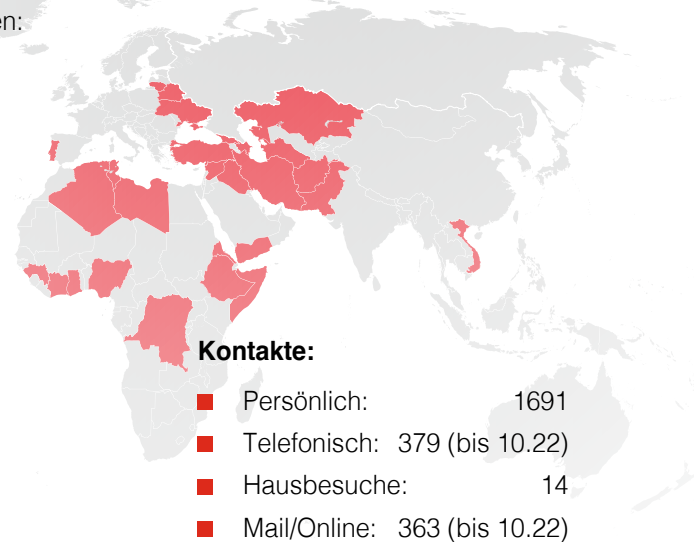 en:
Kontakte:
Persönlich: 1691
Telefonisch: 379 (bis 10.22)
Hausbesuche: 14
Mail/Online: 363 (bis 10.22)